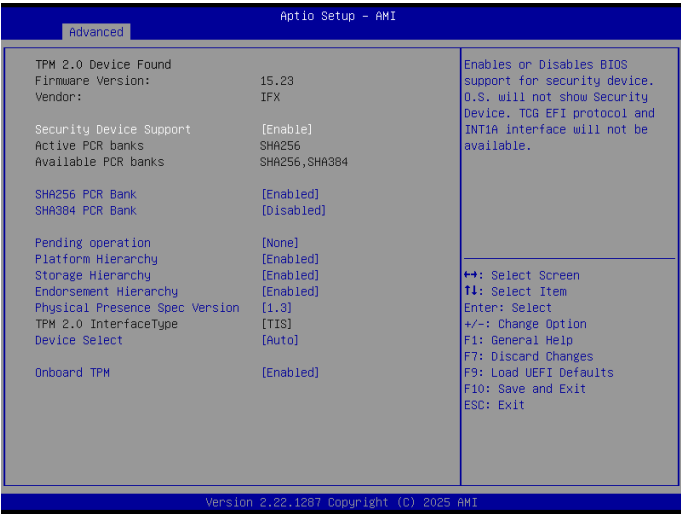 Aptio Setup – AMI
Advanced
TPM 2.0 Device Found
Firmware Version: 15.23
Vendor: IFX
Security Device Support [Enable]
Active PCR banks SHA256
Available PCR banks SHA256,SHA384
SHA256 PCR Bank [Enabled]
SHA384 PCR Bank [Disabled]
Pending operation [None]
Platform Hierarchy [Enabled]
Storage Hierarchy [Enabled]
Endorsement Hierarchy [Enabled]
Physical Presence Spec Version [1.3]
TPM 2.0 InterfaceType [TIS]
Device Select [Auto]
Onboard TPM [Enabled]
Enables or Disables BIOS
support for security device.
O.S. will not show Security
Device. TCG EFI protocol and
INT1A interface will not be
available.
↔: Select Screen
↑↓: Select Item
Enter: Select
+/-: Change Option
F1: General Help
F7: Discard Changes
F9: Load UEFI Defaults
F10: Save and Exit
ESC: Exit
Version 2.22.1287 Copyright (C) 2025 AMI